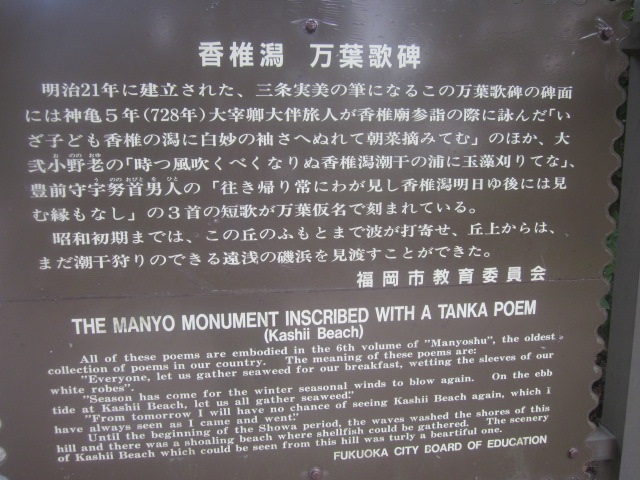 香椎潟 万葉歌碑
明治21年に建立された、三条実美の筆になるこの万葉歌碑の碑面
には神亀5年(728年)大宰卿大伴旅人が香椎廟参詣の際に詠んだ「い
ざ子ども香椎の潟に白妙の袖さへぬれて朝菜摘みてむ」のほか、大
弐小野老の「時つ風吹くべくなりぬ香椎潟潮干の浦に玉藻刈りてな」、
豊前守宇努首男人の「往き帰り常にわが見し香椎潟明日ゆ後には見
む縁もなし」の3首の短歌が万葉仮名で刻まれている。
昭和初期までは、この丘のふもとまで波が打寄せ、丘上からは、
まだ潮干狩りのできる遠浅の磯浜を見渡すことができた。
福岡市教育委員会
THE MANYO MONUMENT INSCRIBED WITH A TANKA POEM
(Kashii Beach)
All of these poems are embodied in the 6th volume of "Manyoshu", the oldest
collection of poems in our country. The meaning of these poems are:
"Everyone, let us gather seaweed for our breakfast, wetting the sleeves of our
white robes".
"Season has come for the winter seasonal winds to blow again. On the ebb
tide at Kashii Beach, let us all gather seaweed."
"From tomorrow I will have no chance of seeing Kashii Beach again, which I
have always seen as I came and went."
Until the beginning of the Showa period, the waves washed the shores of this
hill and there was a shoaling beach where shellfish could be gathered. The scenery
of Kashii Beach which could be seen from this hill was turly a beartiful one.
FUKUOKA CITY BOARD OF EDUCATION